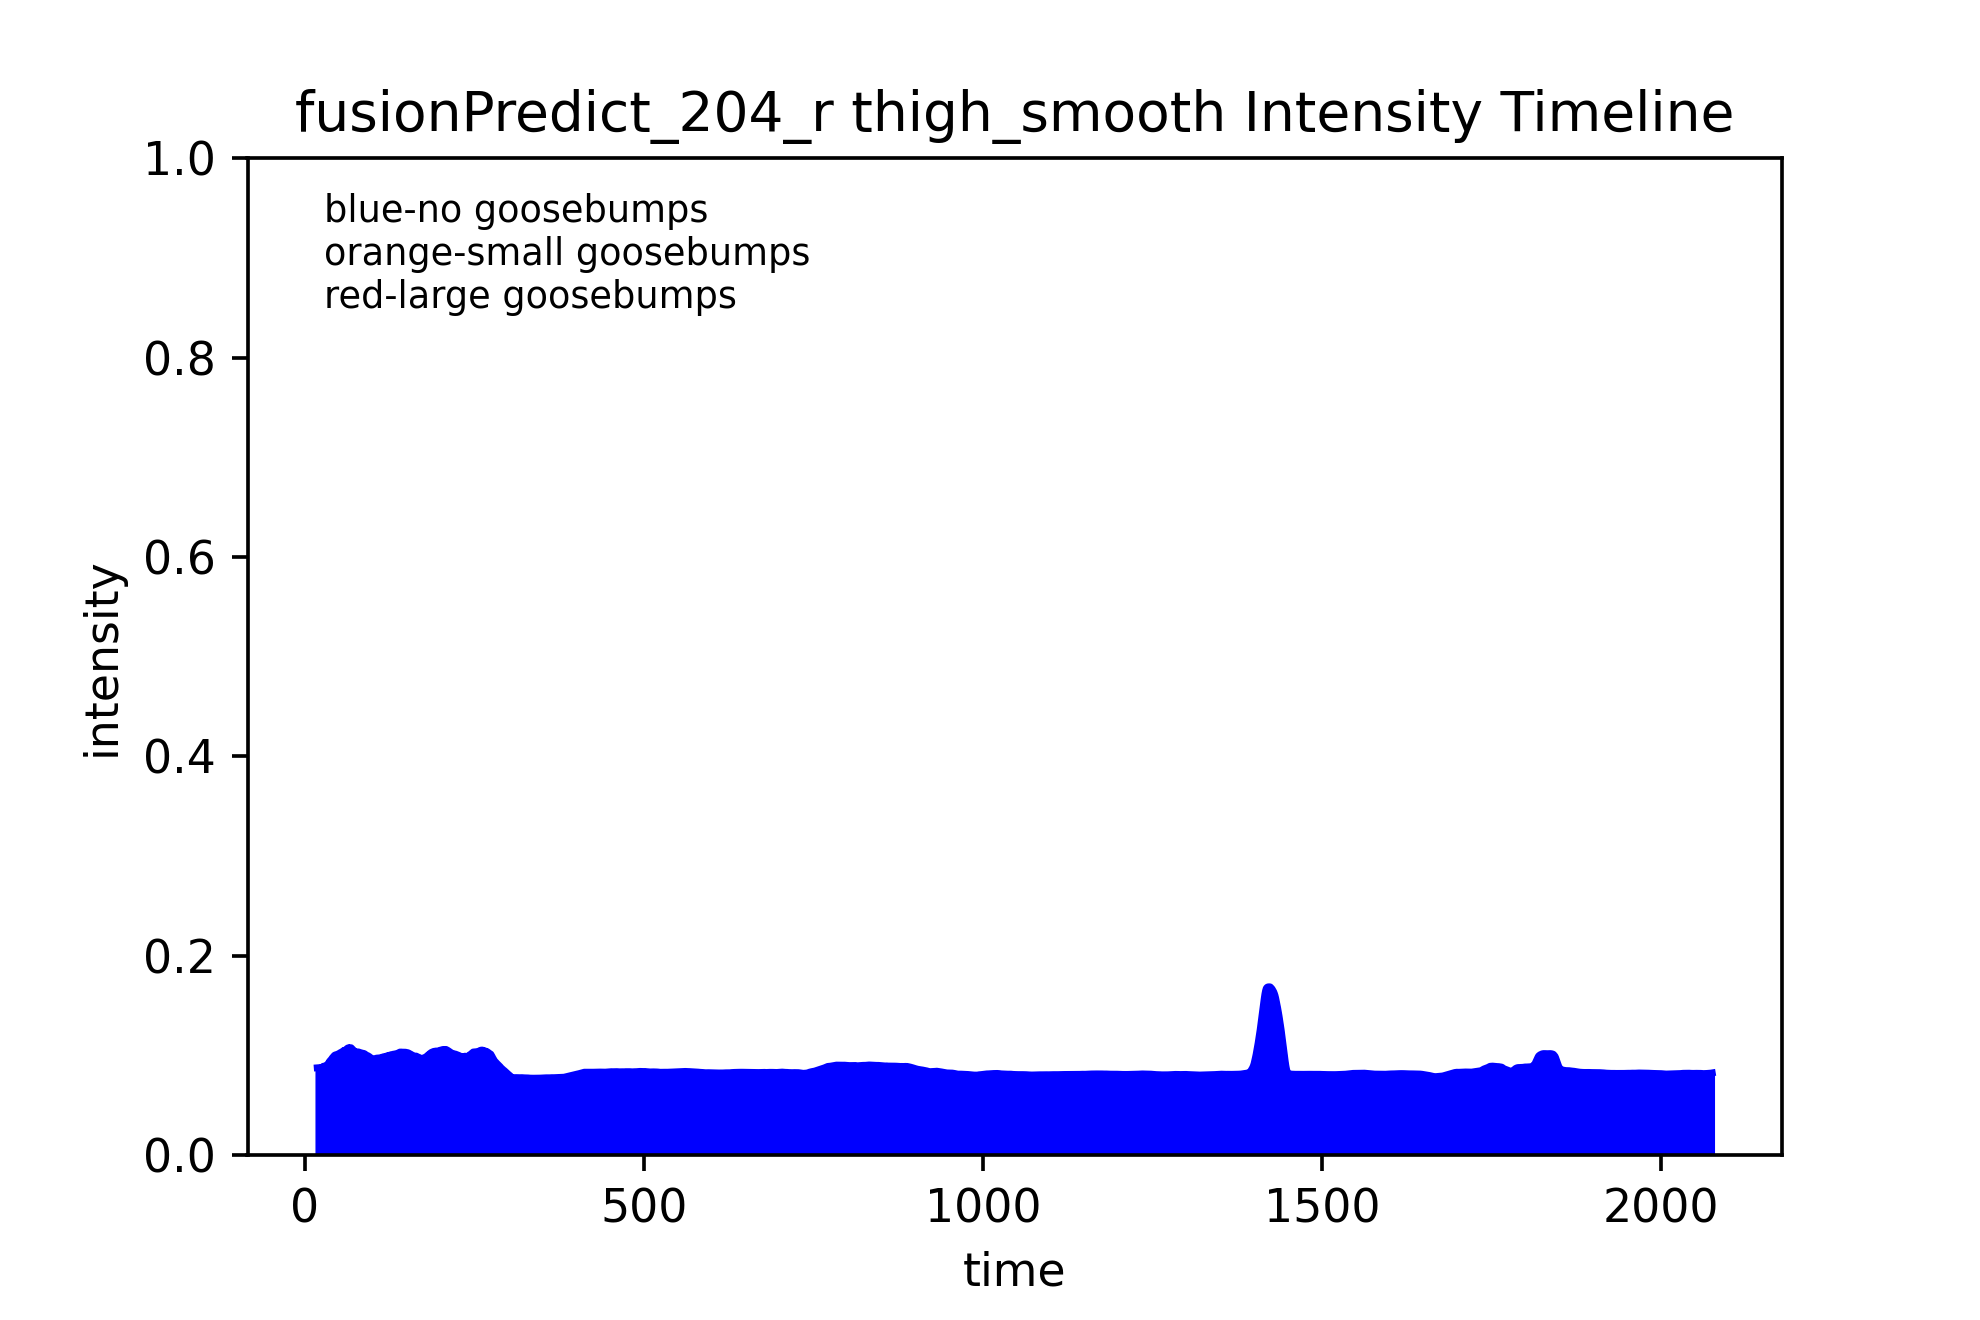 fusionPredict_204_r thigh_smooth Intensity Timeline
blue-no goosebumps
orange-small goosebumps
red-large goosebumps
1.0
0.8
0.6
0.4
0.2
0.0
intensity
0 500 1000 1500 2000
time